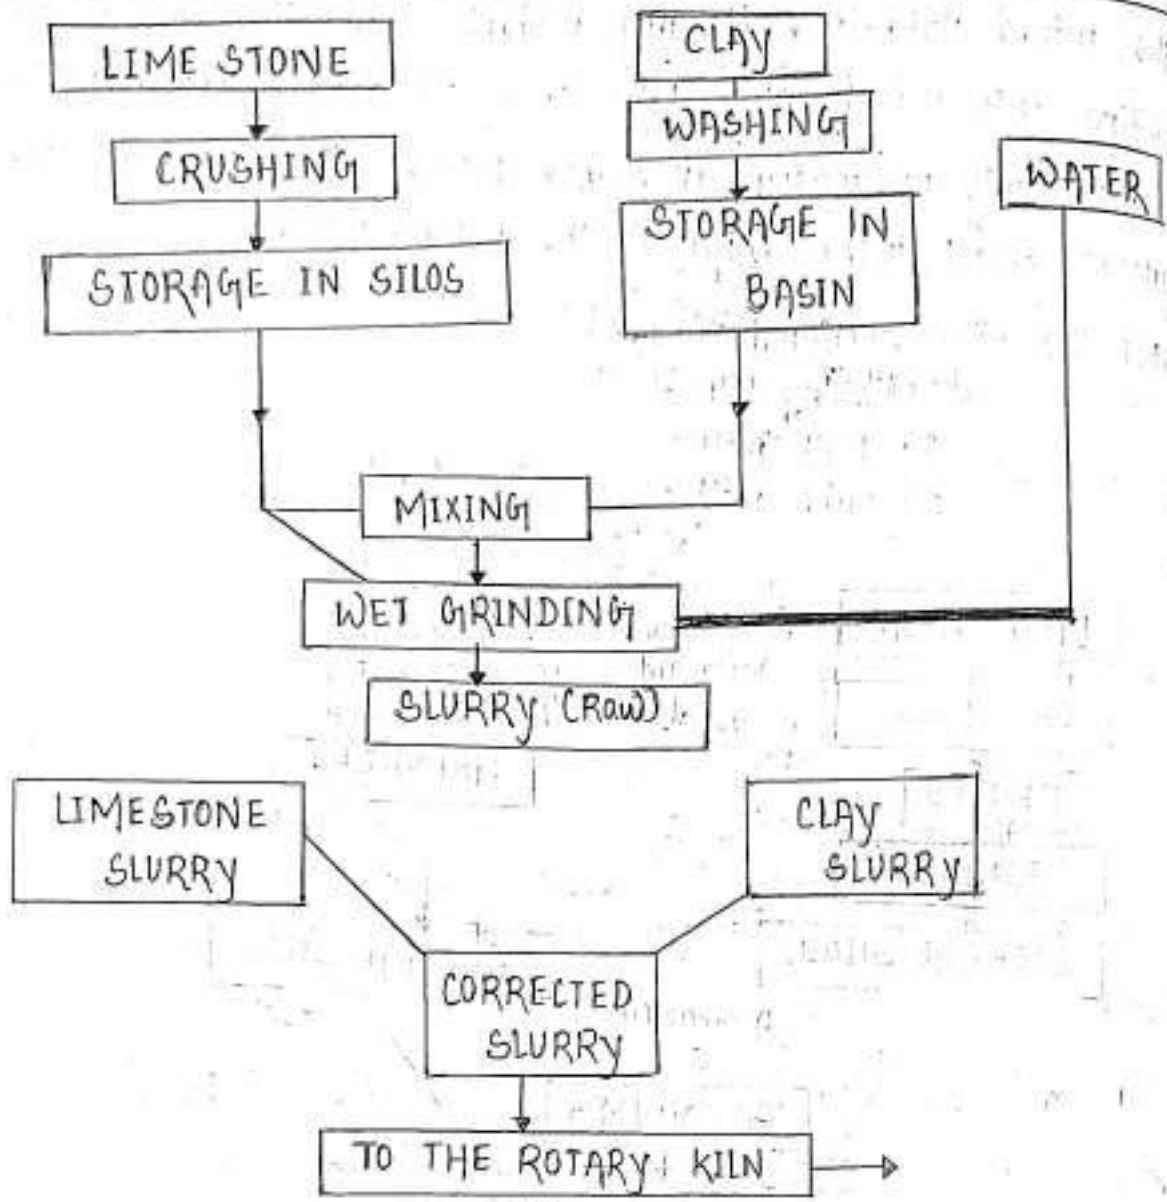 LIME STONE
CLAY
CRUSHING
WASHING
WATER
STORAGE IN SILOS
STORAGE IN
BASIN
MIXING
WET GRINDING
SLURRY (Raw)
LIMESTONE
SLURRY
CLAY
SLURRY
CORRECTED
SLURRY
TO THE ROTARY KILN